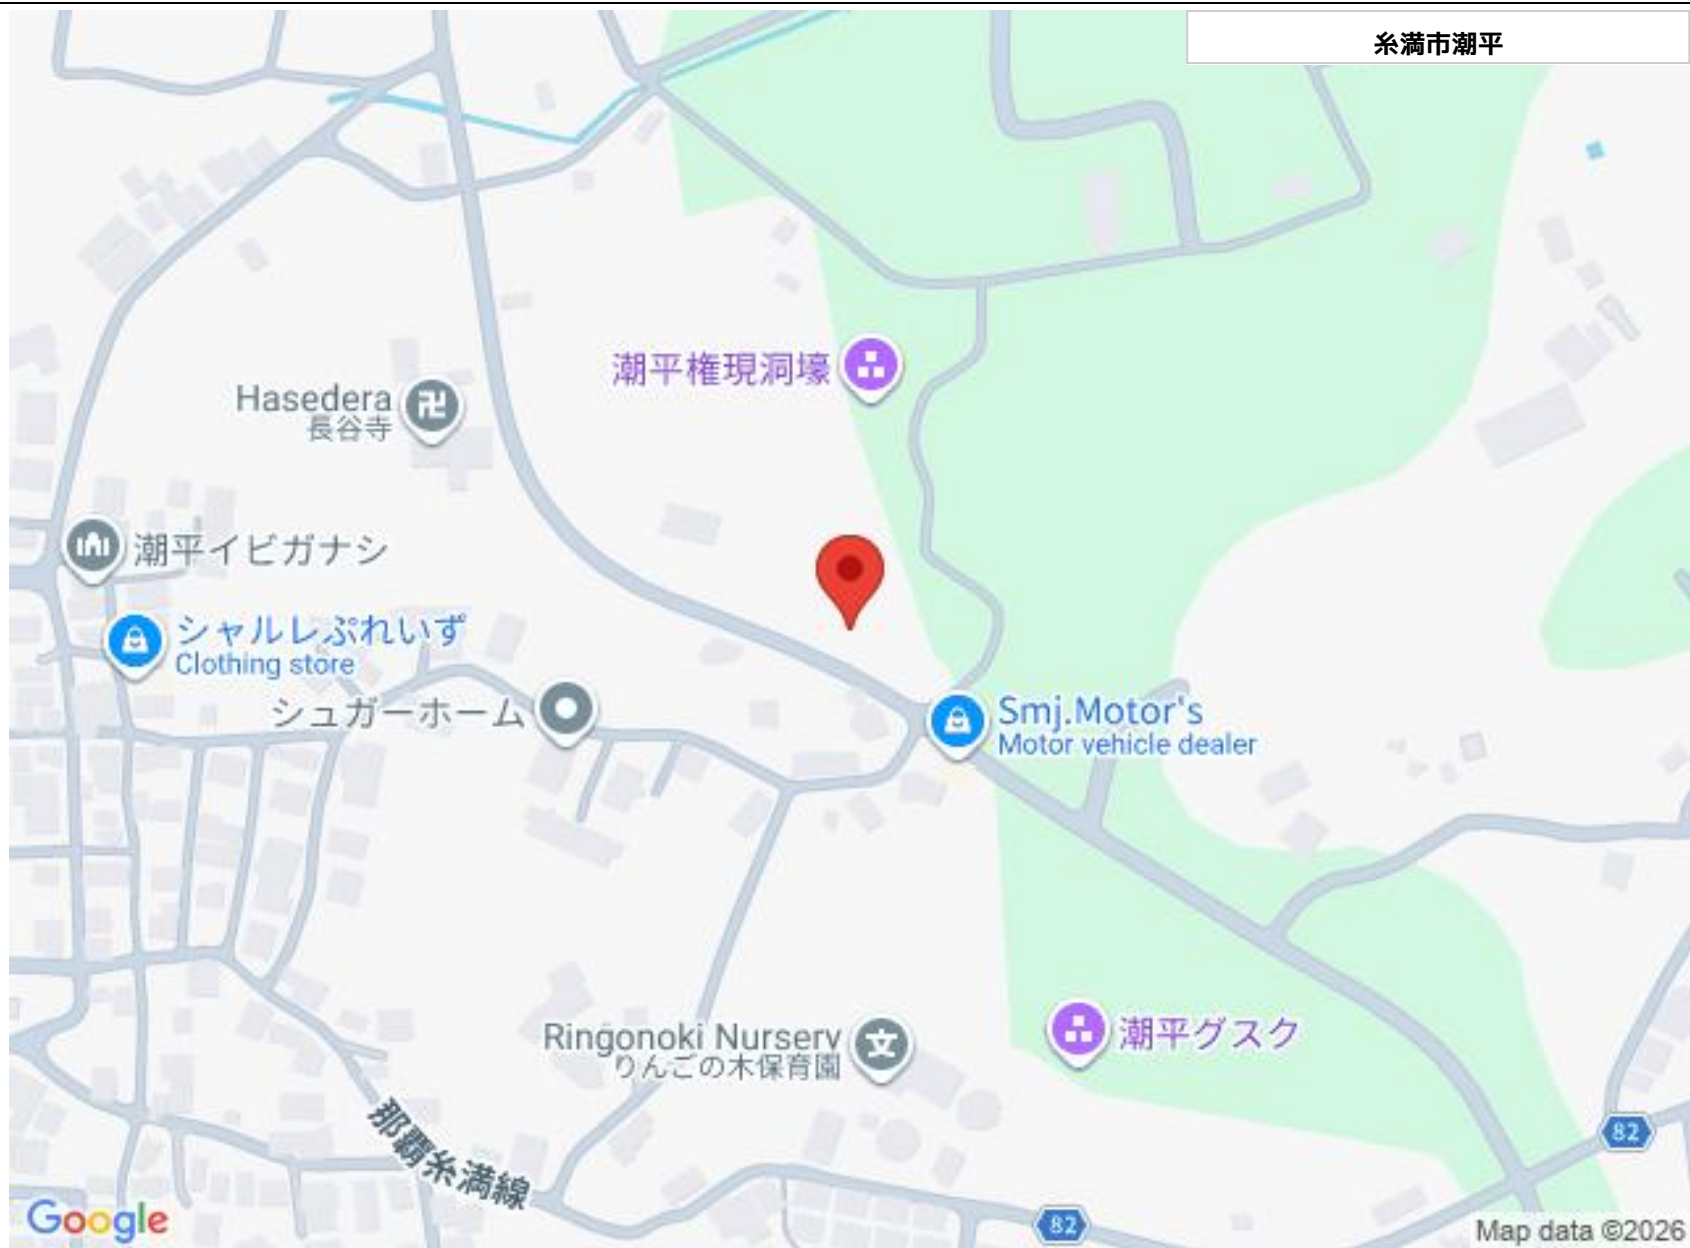 糸満市潮平
潮平権現洞壕
Hasedera
長谷寺
潮平イビガナシ
シャルレぷれいず
Clothing store
シュガーホーム
Smj.Motor's
Motor vehicle dealer
Ringonoki Nurserv
りんごの木保育園
潮平グスク
那覇糸満線
82
82
Google
Map data ©2026